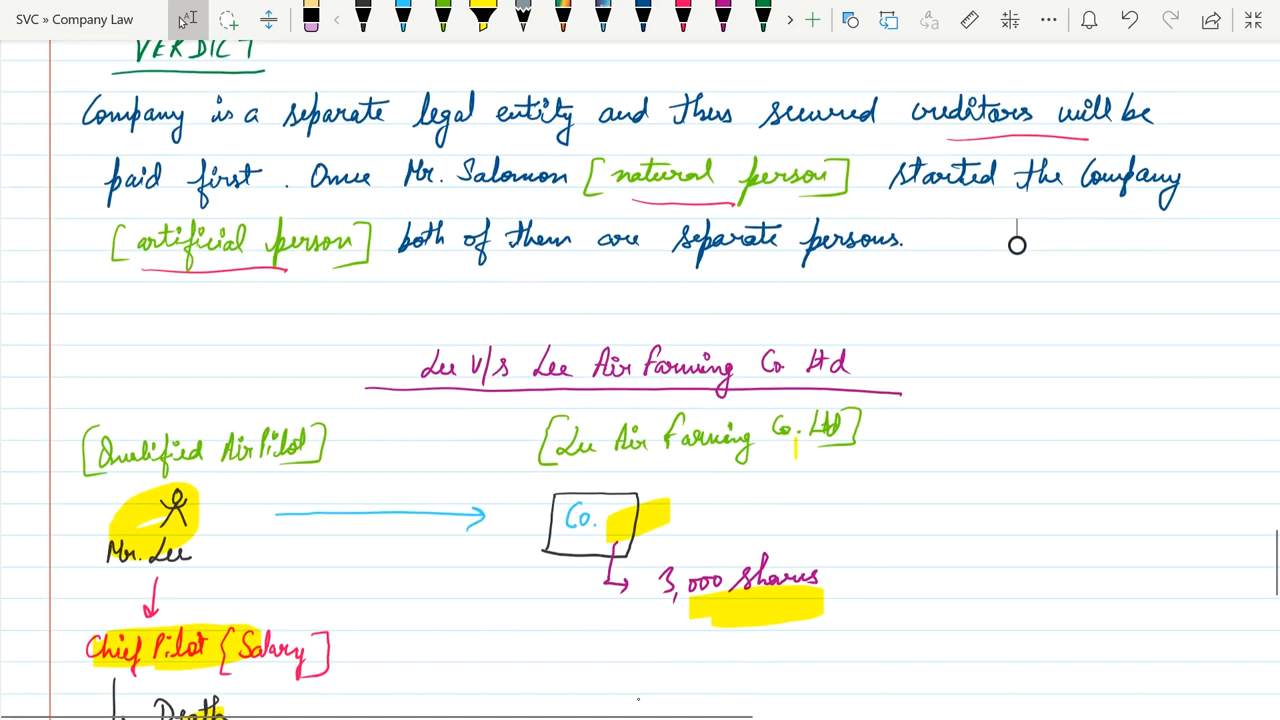 SVC » Company Law
VERDICT
Company is a separate legal entity and thus secured creditors will be
paid first. Once Mr. Salomon [natural person] started the Company
[artificial person] both of them are separate persons.
Lee V/s Lee Air Farming Co Ltd
[Qualified Air Pilot]
[Lee Air Farming Co. Ltd]
Co.
Mr. Lee
3,000 shares
Chief Pilot [Salary]
Death